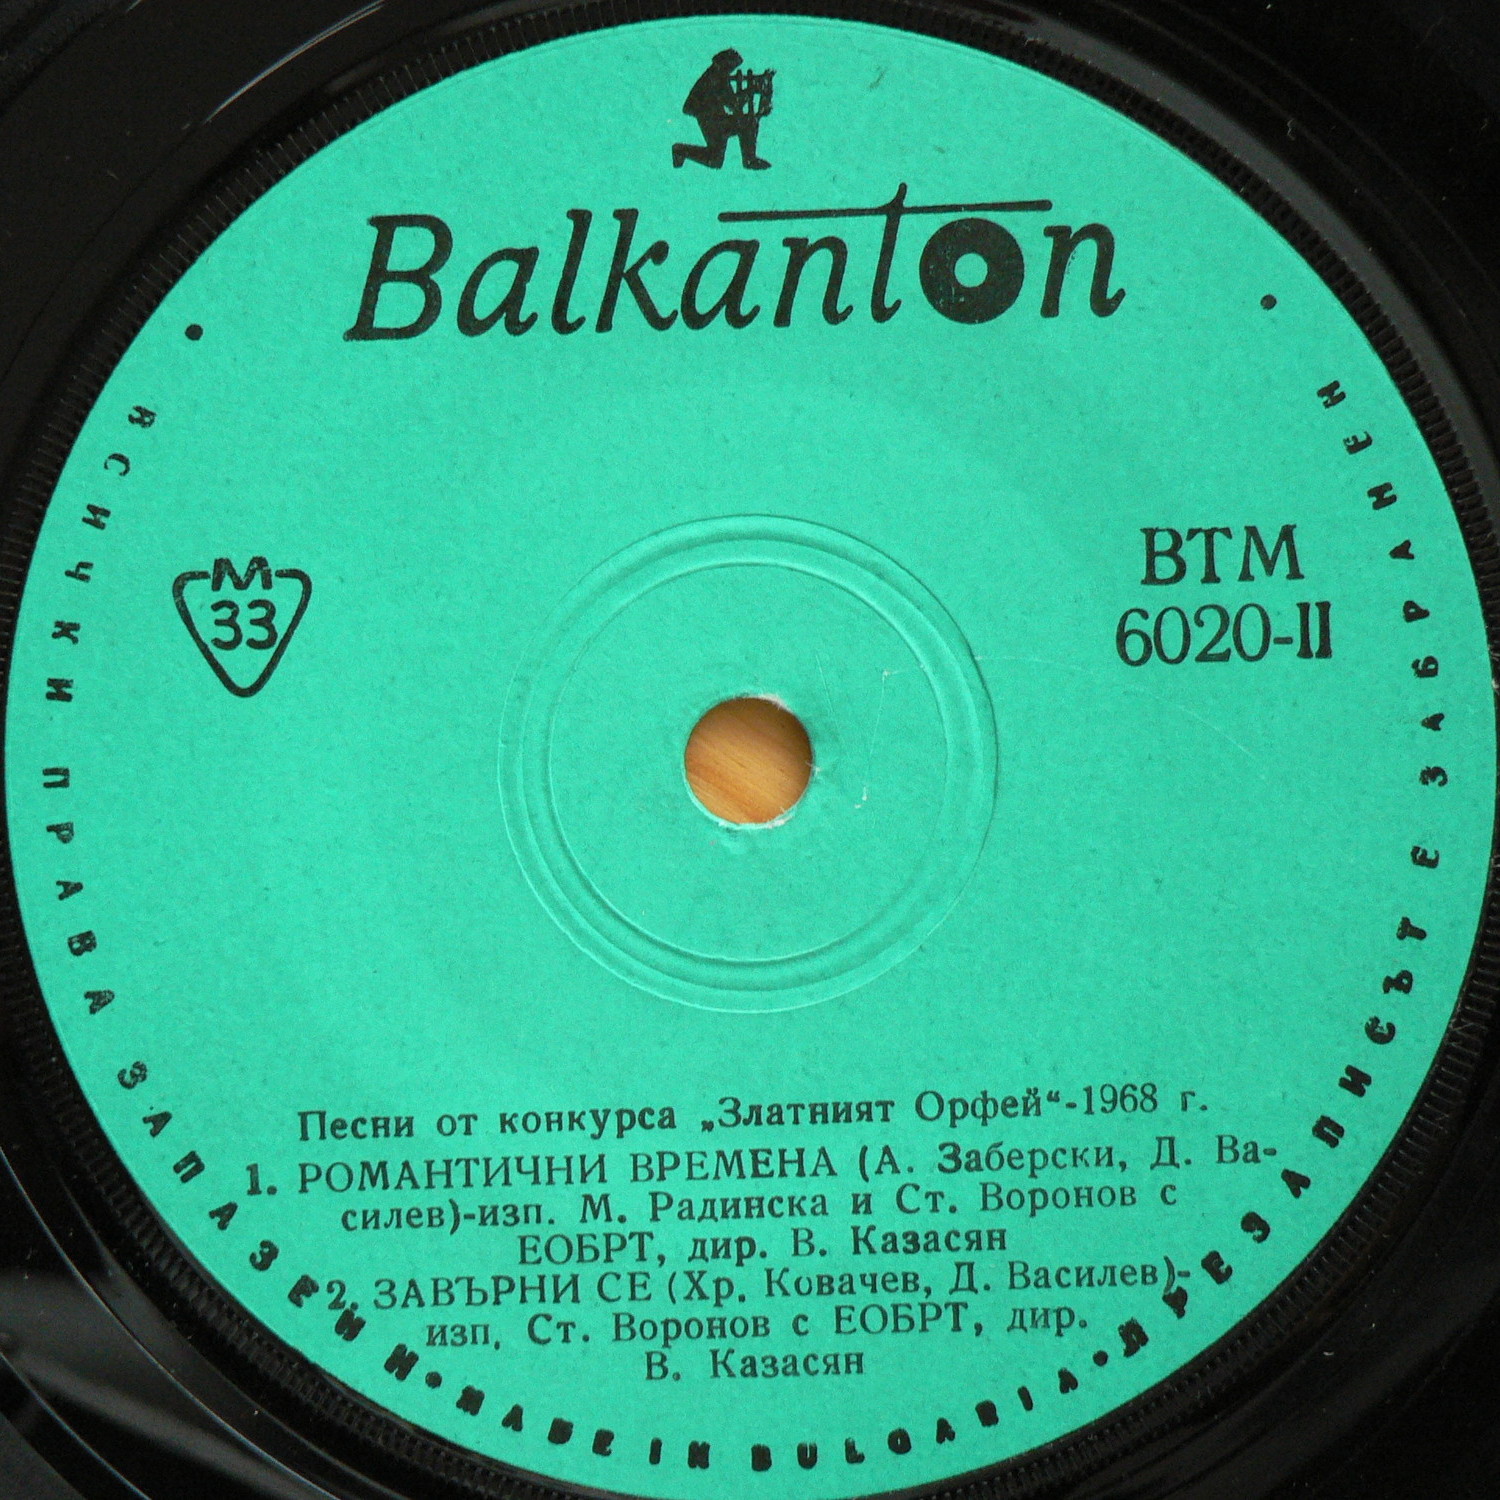 Balkanton
М
33
ВТМ
6020-II
Песни от конкурса „Златният Орфей“-1968 г.
1. РОМАНТИЧНИ ВРЕМЕНА (А. Заберски, Д. Ва-
силев)-изп. М. Радинска и Ст. Воронов с
ЕОБРТ, дир. В. Казасян
2. ЗАВЪРНИ СЕ (Хр. Ковачев, Д. Василев)-
изп. Ст. Воронов с ЕОБРТ, дир.
В. Казасян
• ВСИЧКИ ПРАВА ЗАПАЗЕНИ • MADE IN BULGARIA • ПРЕЗАПИСЪТ Е ЗАБРАНЕН •